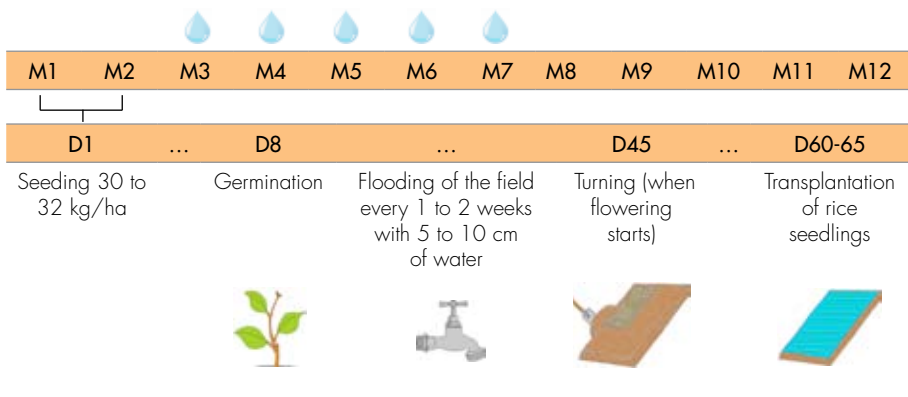 M1 M2 M3 M4 M5 M6 M7 M8 M9 M10 M11 M12
D1 ... D8 ... D45 ... D60-65
Seeding 30 to
32 kg/ha
Germination
Flooding of the field
every 1 to 2 weeks
with 5 to 10 cm
of water
Turning (when
flowering
starts)
Transplantation
of rice
seedlings